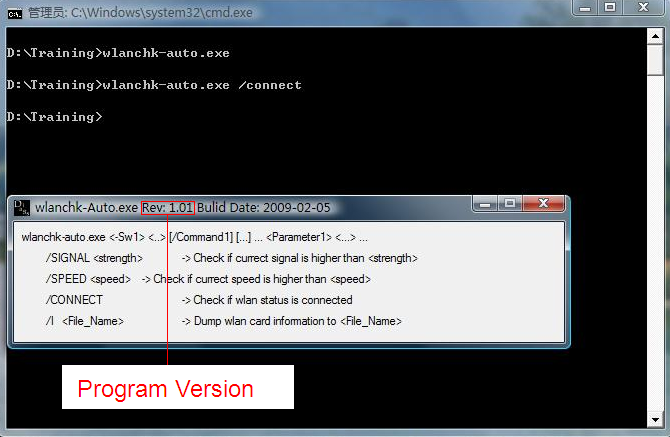 管理员: C:\Windows\system32\cmd.exe
D:\Training>wlanchk-auto.exe
D:\Training>wlanchk-auto.exe /connect
D:\Training>
wlanchk-Auto.exe Rev: 1.01 Bulid Date: 2009-02-05
wlanchk-auto.exe <-Sw1> <..> [/Command1] [...] ... <Parameter1> <...> ...
/SIGNAL <strength> -> Check if currect signal is higher than <strength>
/SPEED <speed> -> Check if currect speed is higher than <speed>
/CONNECT -> Check if wlan status is connected
/I <File_Name> -> Dump wlan card information to <File_Name>
Program Version